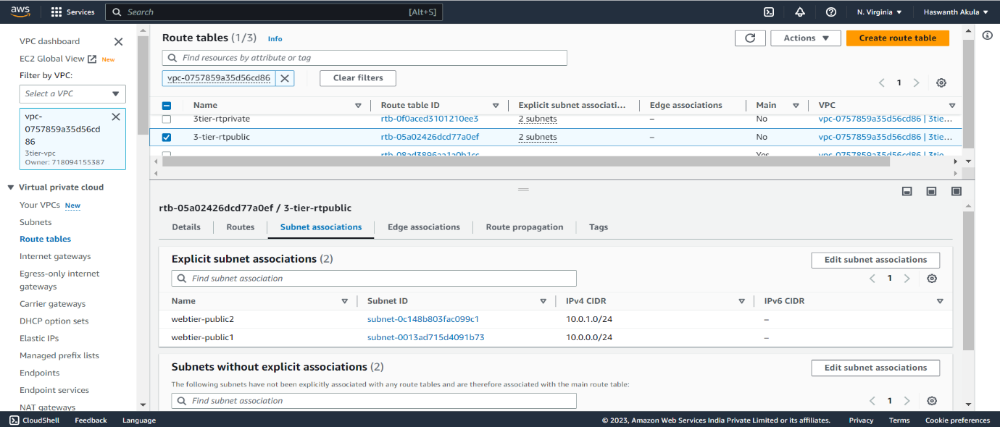 aws Services Search [Alt+S] N. Virginia Haswanth Akula
VPC dashboard
EC2 Global View New
Filter by VPC:
Select a VPC
vpc-
0757859a35d56cd
86
3tier-vpc
Owner: 718094155387
Virtual private cloud
Your VPCs New
Subnets
Route tables
Internet gateways
Egress-only internet
gateways
Carrier gateways
DHCP option sets
Elastic IPs
Managed prefix lists
Endpoints
Endpoint services
NAT gateways
Route tables (1/3) Info
Actions Create route table
Find resources by attribute or tag
vpc-0757859a35d56cd86 Clear filters
1
Name Route table ID Explicit subnet associati... Edge associations Main VPC
3tier-rtprivate rtb-0f0aced3101210ee3 2 subnets – No vpc-0757859a35d56cd86 | 3tie...
3-tier-rtpublic rtb-05a02426dcd77a0ef 2 subnets – No vpc-0757859a35d56cd86 | 3tie...
rtb-08ad3896aa1a0b1cc Yes vpc-0757859a35d56cd86 | 3tie...
rtb-05a02426dcd77a0ef / 3-tier-rtpublic
Details Routes Subnet associations Edge associations Route propagation Tags
Explicit subnet associations (2) Edit subnet associations
Find subnet association 1
Name Subnet ID IPv4 CIDR IPv6 CIDR
webtier-public2 subnet-0c148b803fac099c1 10.0.1.0/24 –
webtier-public1 subnet-0013ad715d4091b73 10.0.0.0/24 –
Subnets without explicit associations (2) Edit subnet associations
The following subnets have not been explicitly associated with any route tables and are therefore associated with the main route table:
Find subnet association 1
CloudShell Feedback Language © 2023, Amazon Web Services India Private Limited or its affiliates. Privacy Terms Cookie preferences